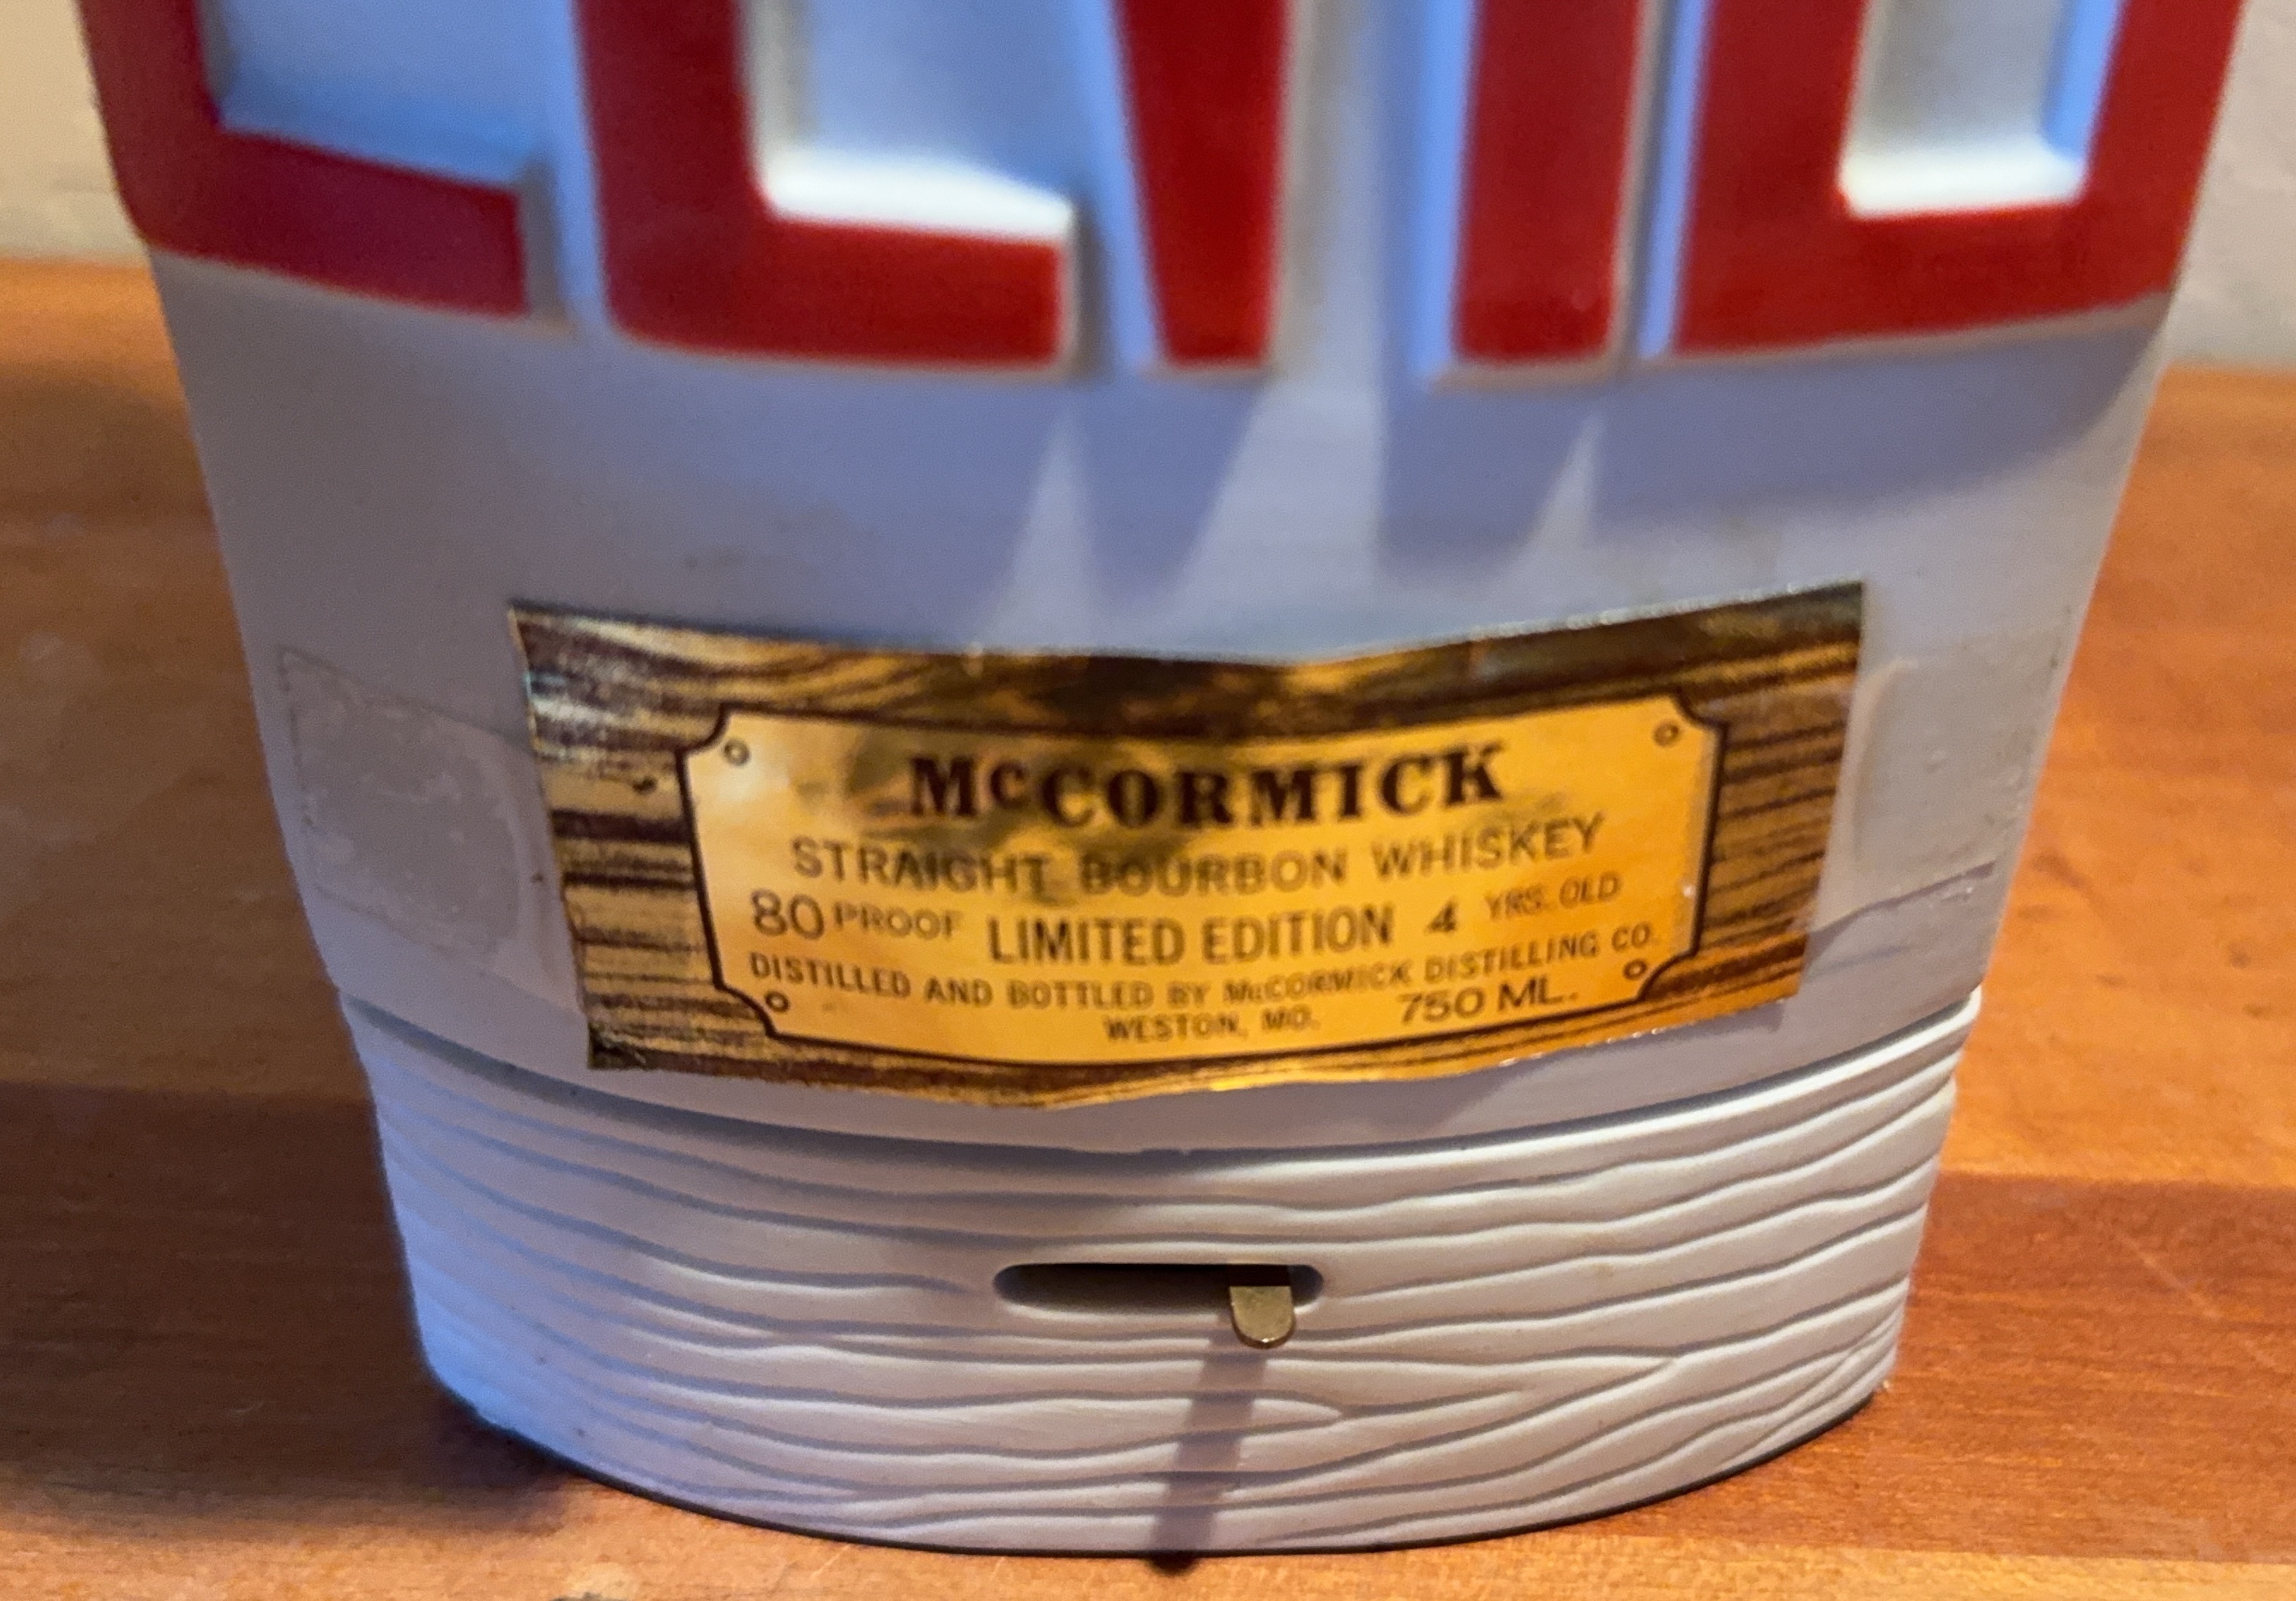 McCORMICK
STRAIGHT BOURBON WHISKEY
80 PROOF LIMITED EDITION 4 YRS. OLD
DISTILLED AND BOTTLED BY McCORMICK DISTILLING CO.
WESTON, MO. 750 ML.